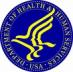 DEPARTMENT OF HEALTH & HUMAN SERVICES · USA